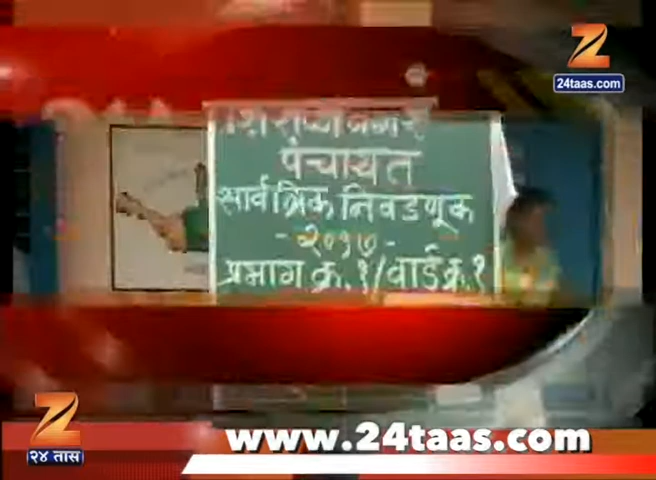 24TAAS.COM
पंचायत
सार्वत्रिक निवडणूक
-२०१७-
प्रभाग क्र.१/वार्ड क्र.१
२४ तास
www.24taas.com